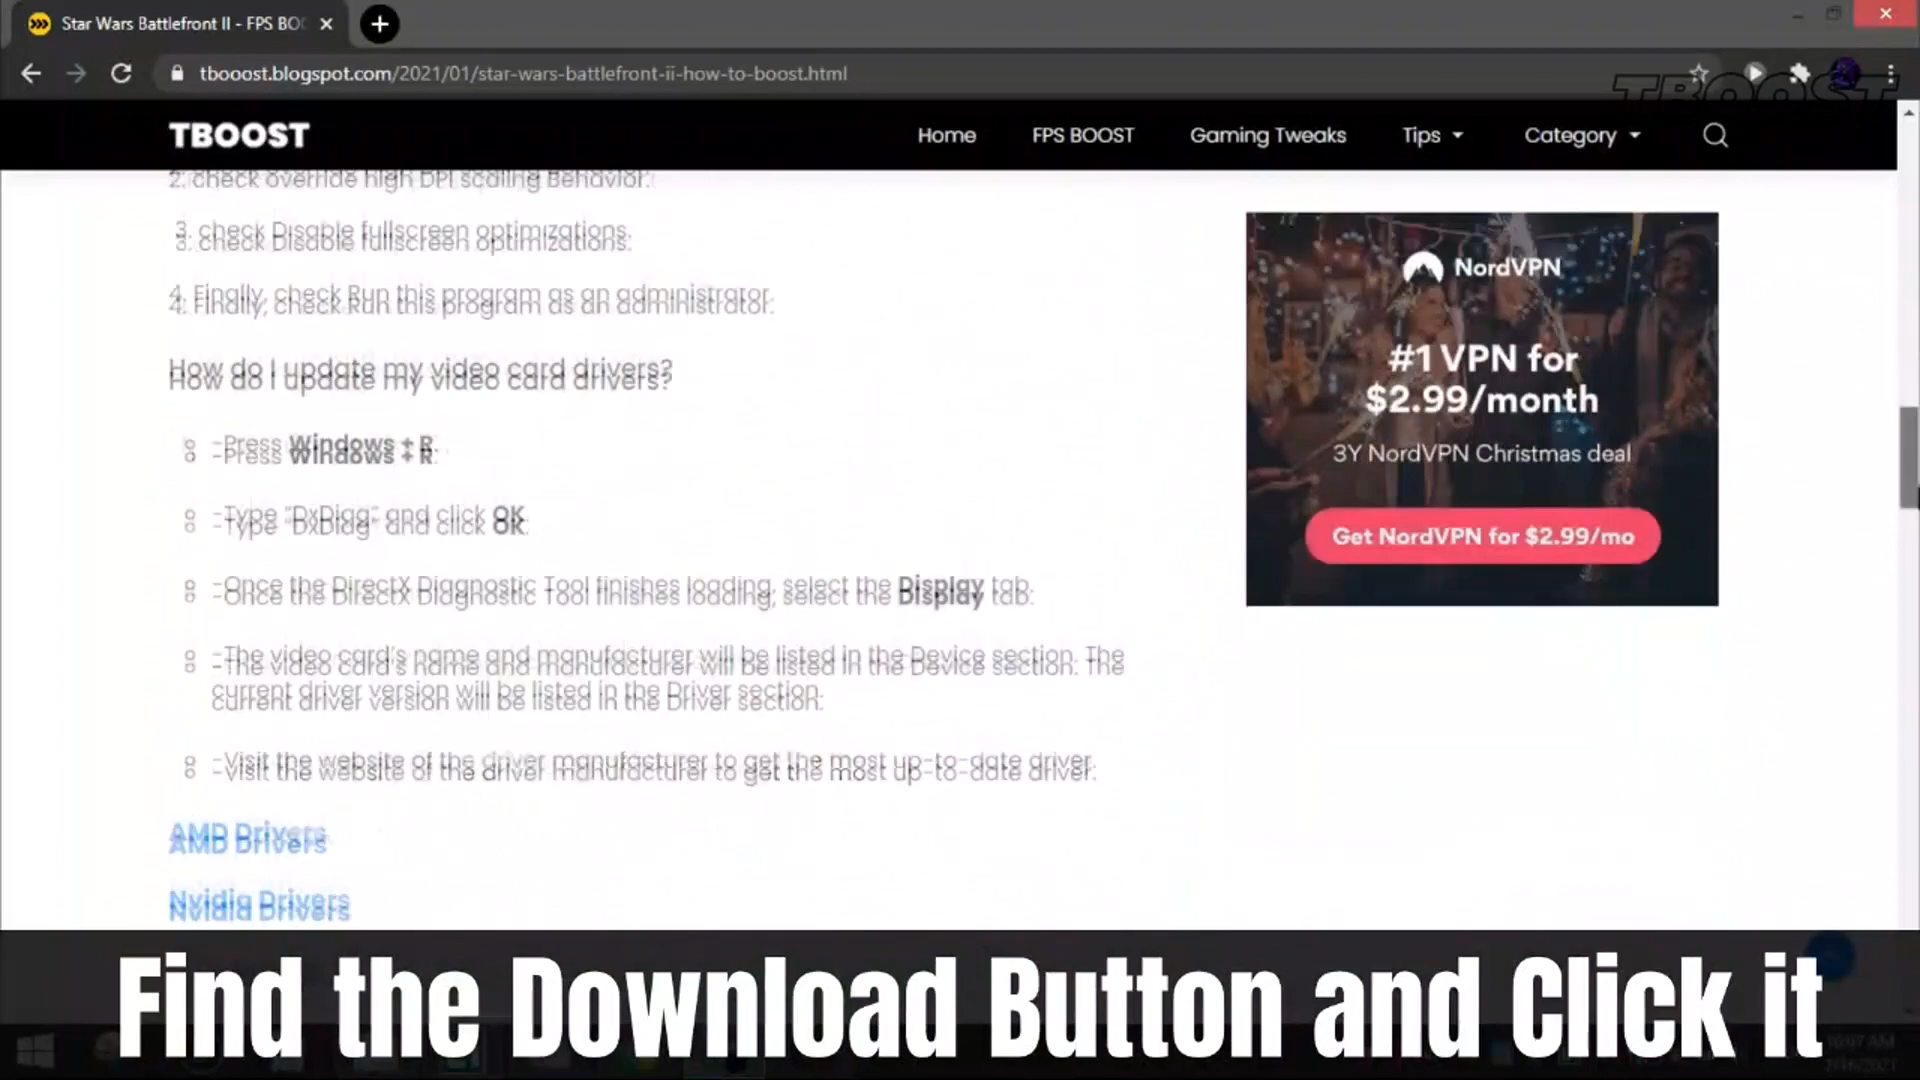 Star Wars Battlefront II - FPS BO
tbooost.blogspot.com/2021/01/star-wars-battlefront-ii-how-to-boost.html
TBOOST
TBOOST
Home
FPS BOOST
Gaming Tweaks
Tips
Category
2. check override high DPI scaling Behavior.
3. check Disable fullscreen optimizations.
4. Finally, check Run this program as an administrator.
How do I update my video card drivers?
-Press Windows + R.
-Type "DxDiag" and click OK.
-Once the DirectX Diagnostic Tool finishes loading, select the Display tab.
-The video card's name and manufacturer will be listed in the Device section. The
current driver version will be listed in the Driver section.
-Visit the website of the driver manufacturer to get the most up-to-date driver.
AMD Drivers
Nvidia Drivers
NordVPN
#1 VPN for
$2.99/month
3Y NordVPN Christmas deal
Get NordVPN for $2.99/mo
Find the Download Button and Click it